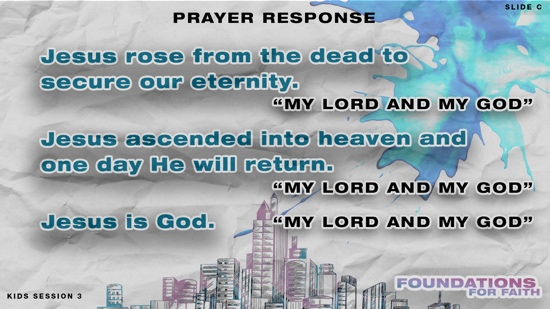 SLIDE C
PRAYER RESPONSE
Jesus rose from the dead to
secure our eternity.
“MY LORD AND MY GOD”
Jesus ascended into heaven and
one day He will return.
“MY LORD AND MY GOD”
Jesus is God.
“MY LORD AND MY GOD”
FOUNDATIONS
FOR FAITH
KIDS SESSION 3